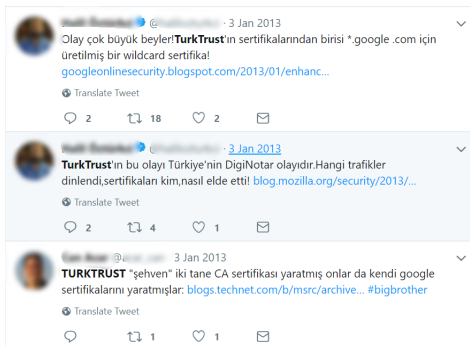 · 3 Jan 2013
Olay çok büyük beyler!TurkTrust'ın sertifikalarından birisi *.google .com için
üretilmiş bir wildcard sertifika!
googleonlinesecurity.blogspot.com/2013/01/enhanc...
Translate Tweet
2 18 2
· 3 Jan 2013
TurkTrust'ın bu olayı Türkiye'nin DigiNotar olayıdır.Hangi trafikler
dinlendi,sertifikaları kim,nasıl elde etti! blog.mozilla.org/security/2013/...
Translate Tweet
2 4 1
· 3 Jan 2013
TURKTRUST "şehven" iki tane CA sertifikası yaratmış onlar da kendi google
sertifikalarını yaratmışlar: blogs.technet.com/b/msrc/archive... #bigbrother
Translate Tweet
1 1